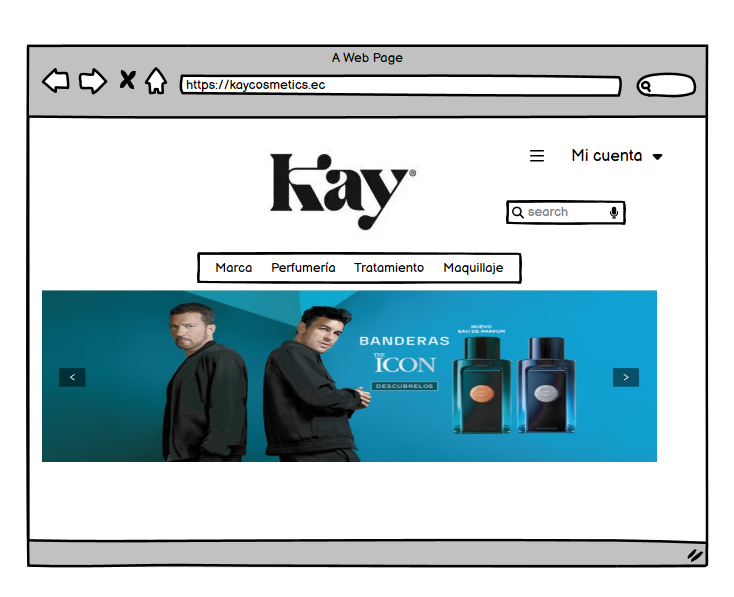 A Web Page
https://kaycosmetics.ec
Kay®
Mi cuenta
search
Marca Perfumería Tratamiento Maquillaje
NUEVO
EAU DE PARFUM
BANDERAS
THE
ICON
DESCÚBRELOS
< >